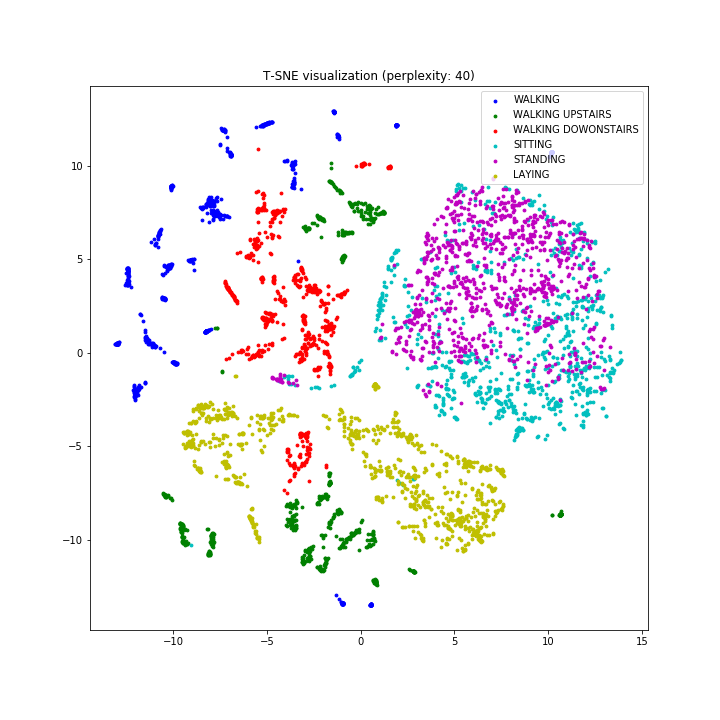 T-SNE visualization (perplexity: 40)
WALKING
WALKING UPSTAIRS
WALKING DOWONSTAIRS
SITTING
STANDING
LAYING
10
5
0
−5
−10
−10
−5
0
5
10
15